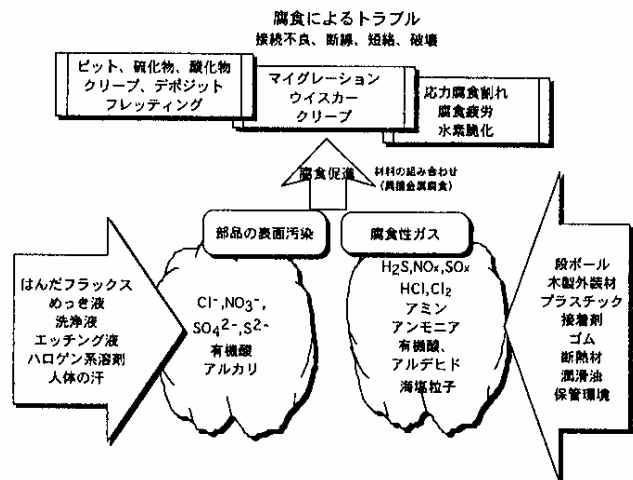 腐食によるトラブル
接続不良、断線、短絡、破壊
ピット、硫化物、酸化物
クリープ、デポジット
フレッティング
マイグレーション
ウイスカー
クリープ
応力腐食割れ
腐食疲労
水素脆化
腐食促進
材料の組み合わせ
(異種金属腐食)
部品の表面汚染
腐食性ガス
はんだフラックス
めっき液
洗浄液
エッチング液
ハロゲン系溶剤
人体の汗
Cl⁻,NO₃⁻,
SO₄²⁻,S²⁻
有機酸
アルカリ
H₂S,NOx,SOx
HCl,Cl₂
アミン
アンモニア
有機酸、
アルデヒド
海塩粒子
段ボール
木製外装材
プラスチック
接着剤
ゴム
断熱材
潤滑油
保管環境